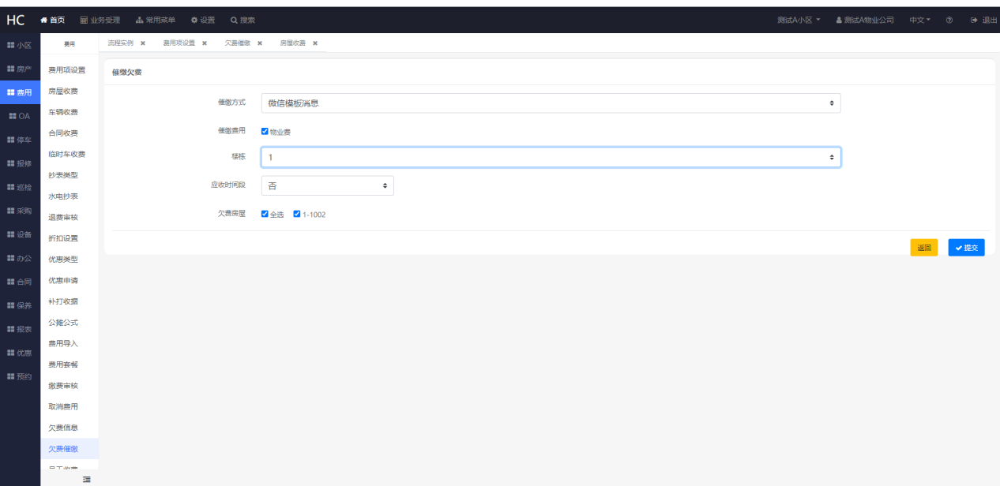 HC 首页 业务受理 常用菜单 设置 搜索 测试A小区 测试A物业公司 中文 退出
小区
房产
费用
OA
停车
报修
巡检
采购
设备
办公
合同
保养
报表
优惠
预约
费用
费用项设置
房屋收费
车辆收费
合同收费
临时车收费
抄表类型
水电抄表
退费审核
折扣设置
优惠类型
优惠申请
补打收据
公摊公式
费用导入
费用套餐
缴费审核
取消费用
欠费信息
欠费催缴
流程实例 费用项设置 欠费催缴 房屋收费
催缴欠费
催缴方式 微信模板消息
催缴费用 物业费
楼栋 1
应收时间段 否
欠费房屋 全选 1-1002
返回 提交